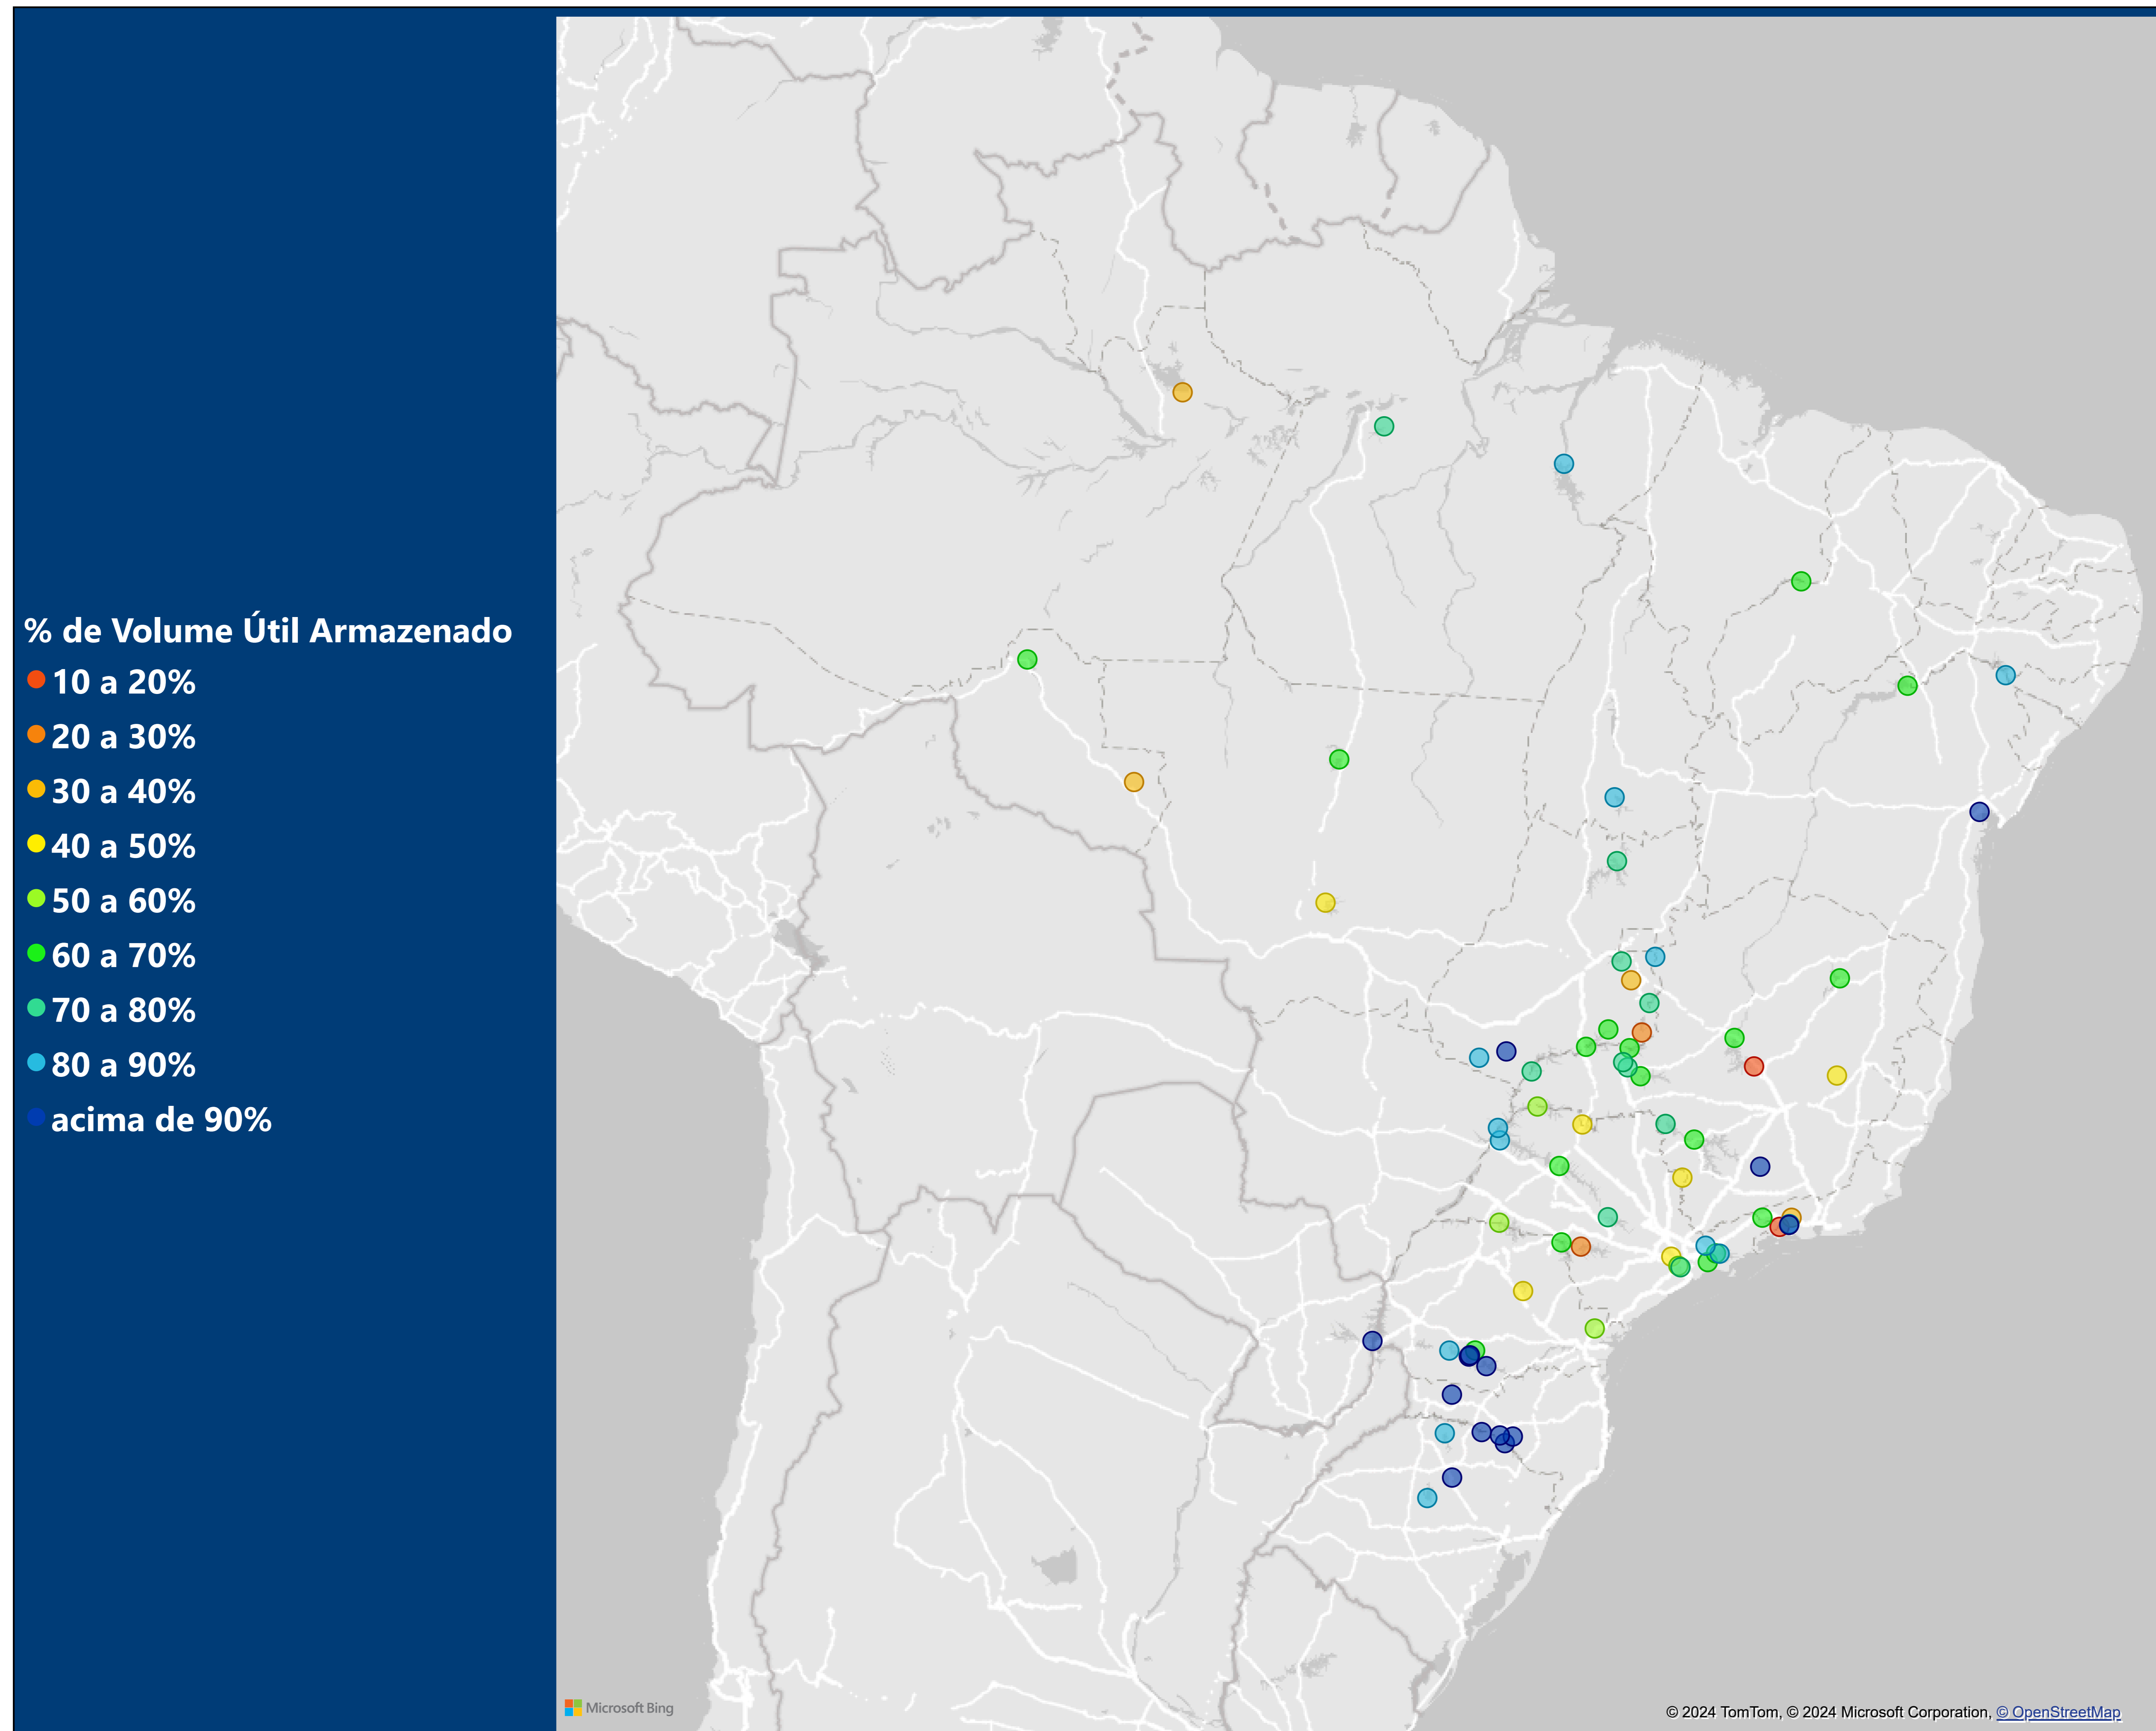 % de Volume Útil Armazenado
10 a 20%
20 a 30%
30 a 40%
40 a 50%
50 a 60%
60 a 70%
70 a 80%
80 a 90%
acima de 90%
Microsoft Bing
© 2024 TomTom, © 2024 Microsoft Corporation, © OpenStreetMap